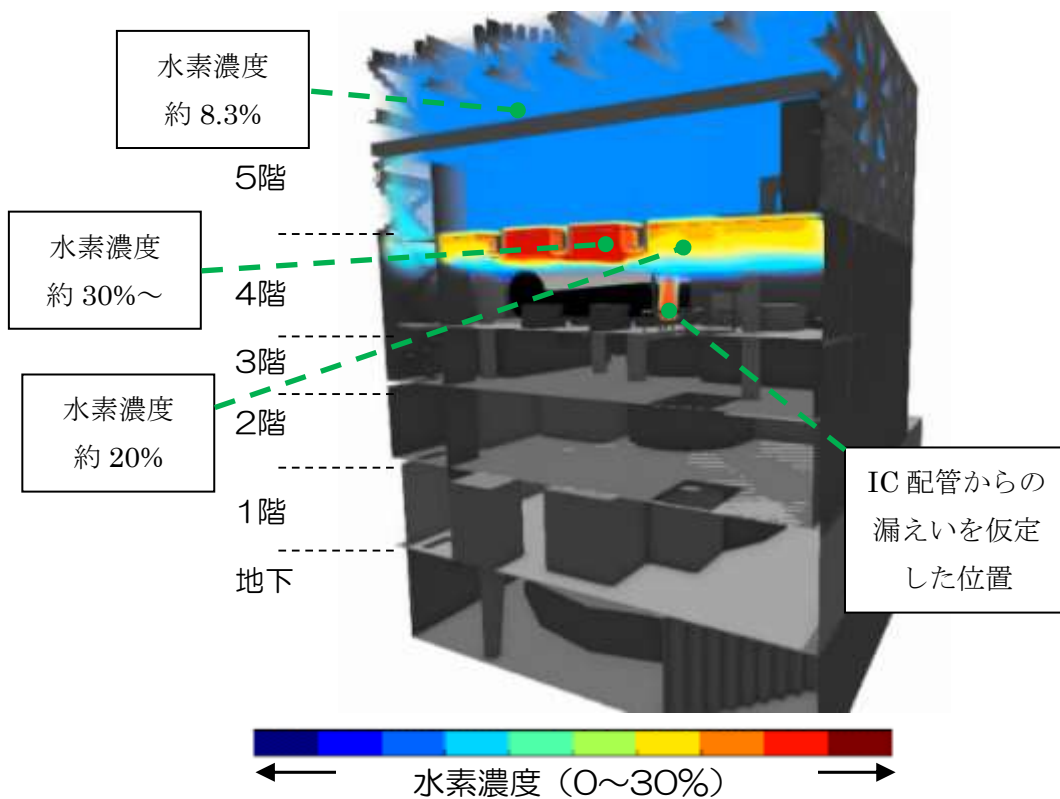 水素濃度
約 8.3%
5階
水素濃度
約 30%～
4階
3階
水素濃度
約 20%
2階
IC 配管からの
漏えいを仮定
した位置
1階
地下
水素濃度（0～30%）